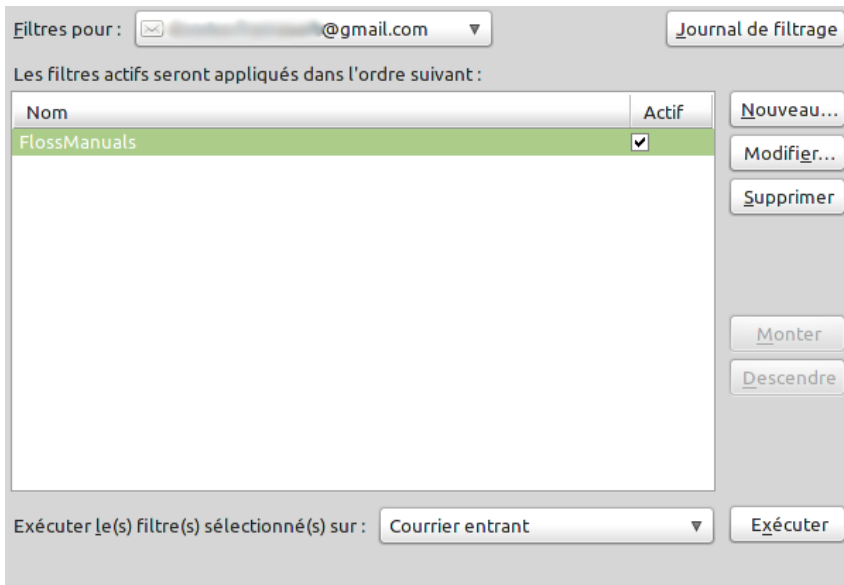 Filtres pour :
@gmail.com
Journal de filtrage
Les filtres actifs seront appliqués dans l'ordre suivant :
Nom
Actif
Nouveau...
FlossManuals
Modifier...
Supprimer
Monter
Descendre
Exécuter le(s) filtre(s) sélectionné(s) sur :
Courrier entrant
Exécuter